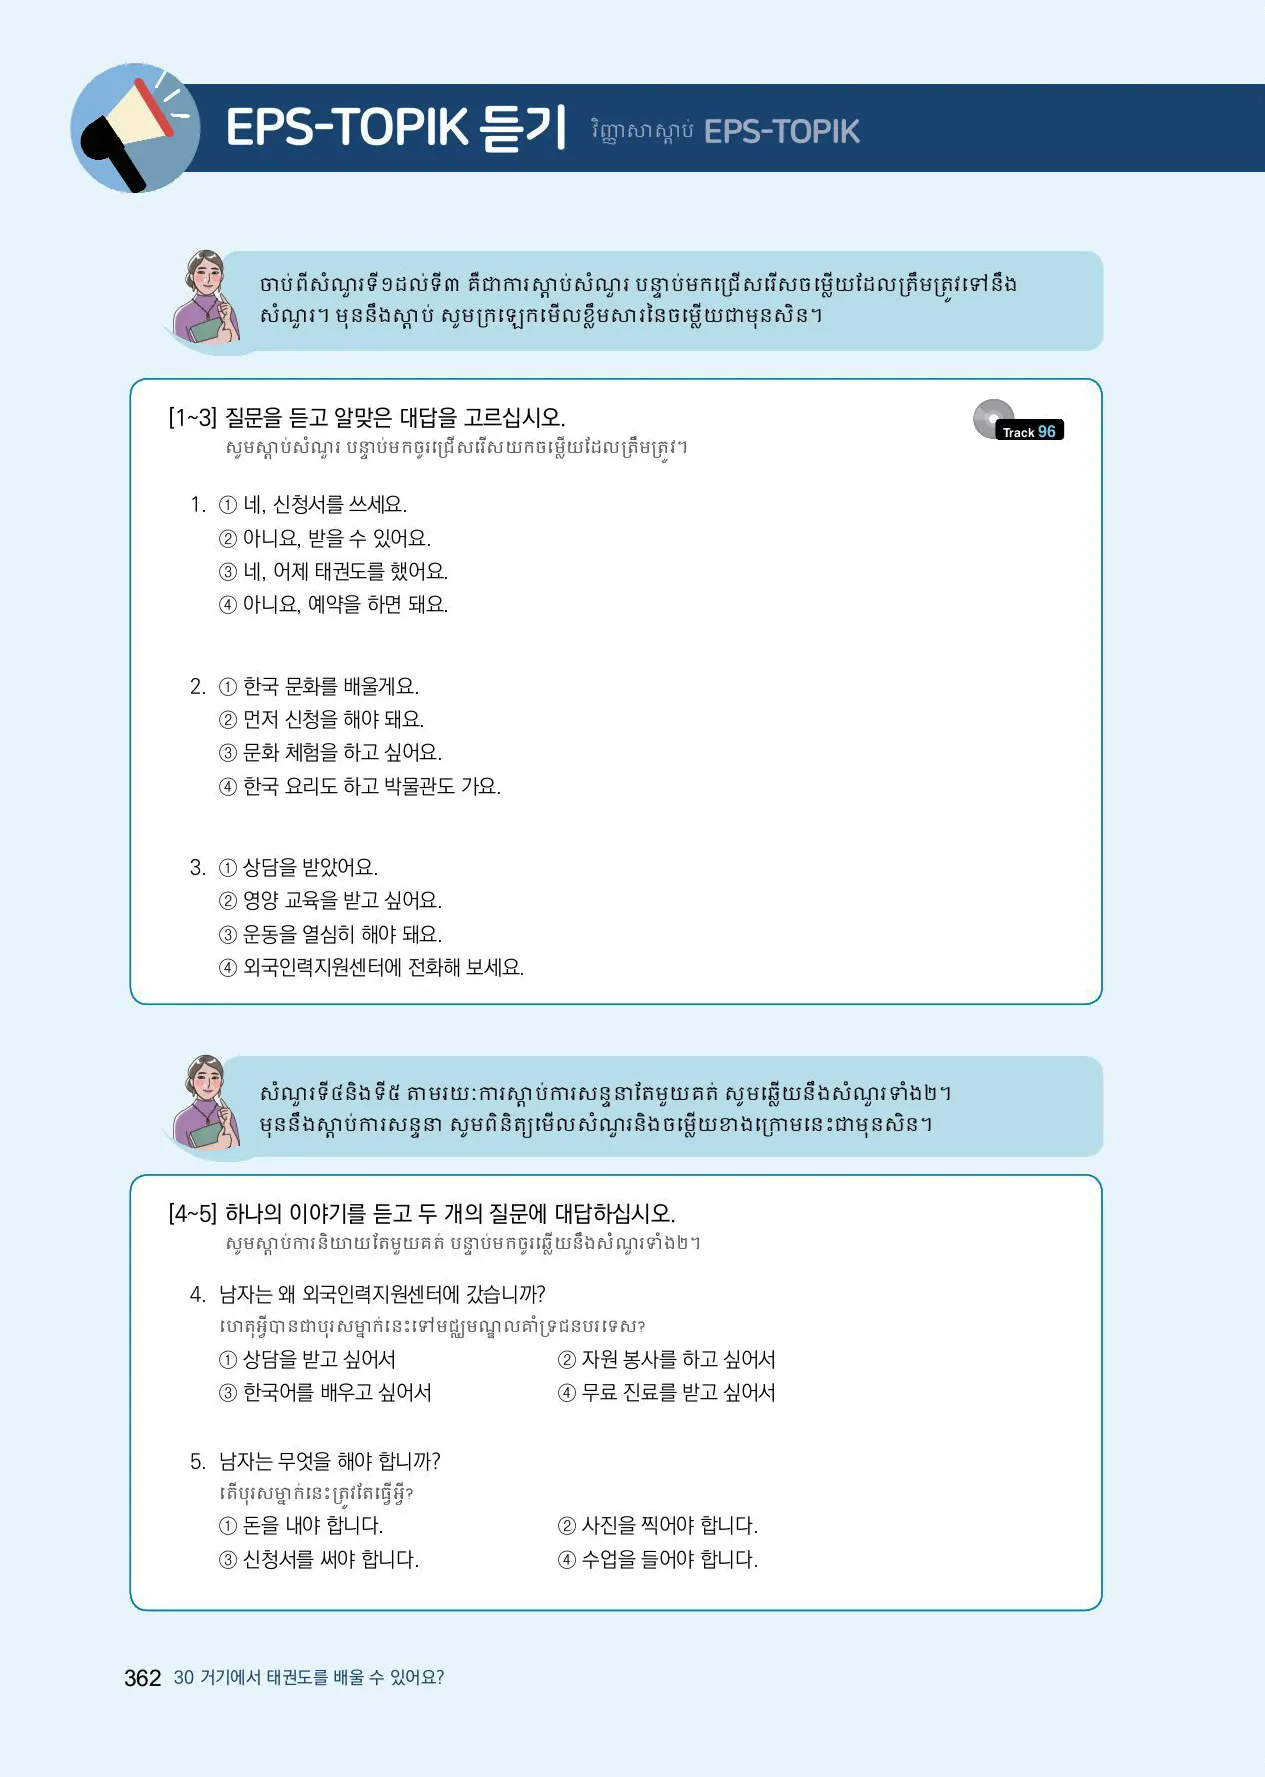 EPS-TOPIK 듣기 វិញ្ញាសាស្តាប់ EPS-TOPIK
ចាប់ពីសំណួរទី១ដល់ទី៣ គឺជាការស្តាប់សំណួរ បន្ទាប់មកជ្រើសរើសចម្លើយដែលត្រឹមត្រូវទៅនឹង
សំណួរ។ មុននឹងស្តាប់ សូមក្រឡេកមើលខ្លឹមសារនៃចម្លើយជាមុនសិន។
[1~3] 질문을 듣고 알맞은 대답을 고르십시오.
Track 96
សូមស្តាប់សំណួរ បន្ទាប់មកចូរជ្រើសរើសយកចម្លើយដែលត្រឹមត្រូវ។
1. ① 네, 신청서를 쓰세요.
② 아니요, 받을 수 있어요.
③ 네, 어제 태권도를 했어요.
④ 아니요, 예약을 하면 돼요.
2. ① 한국 문화를 배울게요.
② 먼저 신청을 해야 돼요.
③ 문화 체험을 하고 싶어요.
④ 한국 요리도 하고 박물관도 가요.
3. ① 상담을 받았어요.
② 영양 교육을 받고 싶어요.
③ 운동을 열심히 해야 돼요.
④ 외국인력지원센터에 전화해 보세요.
សំណួរទី៤និងទី៥ តាមរយៈការស្តាប់ការសន្ទនាតែមួយគត់ សូមឆ្លើយនឹងសំណួរទាំង២។
មុននឹងស្តាប់ការសន្ទនា សូមពិនិត្យមើលសំណួរនិងចម្លើយខាងក្រោមនេះជាមុនសិន។
[4~5] 하나의 이야기를 듣고 두 개의 질문에 대답하십시오.
សូមស្តាប់ការនិយាយតែមួយគត់ បន្ទាប់មកចូរឆ្លើយនឹងសំណួរទាំង២។
4. 남자는 왜 외국인력지원센터에 갔습니까?
ហេតុអ្វីបានជាបុរសម្នាក់នេះទៅមជ្ឈមណ្ឌលគាំទ្រជនបរទេស?
① 상담을 받고 싶어서 ② 자원 봉사를 하고 싶어서
③ 한국어를 배우고 싶어서 ④ 무료 진료를 받고 싶어서
5. 남자는 무엇을 해야 합니까?
តើបុរសម្នាក់នេះត្រូវតែធ្វើអ្វី?
① 돈을 내야 합니다. ② 사진을 찍어야 합니다.
③ 신청서를 써야 합니다. ④ 수업을 들어야 합니다.
362 30 거기에서 태권도를 배울 수 있어요?